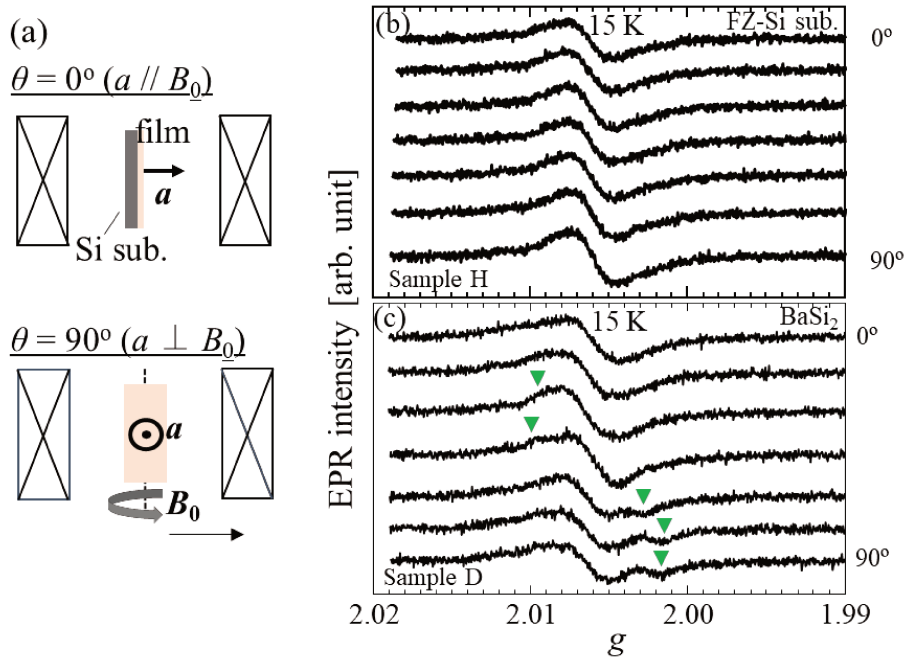 (a)
θ = 0° (a // B₀)
film
a
Si sub.
θ = 90° (a ⊥ B₀)
a
B₀
EPR intensity [arb. unit]
(b)
15 K
FZ-Si sub.
0°
90°
Sample H
(c)
15 K
BaSi₂
0°
90°
Sample D
2.02
2.01
2.00
1.99
g